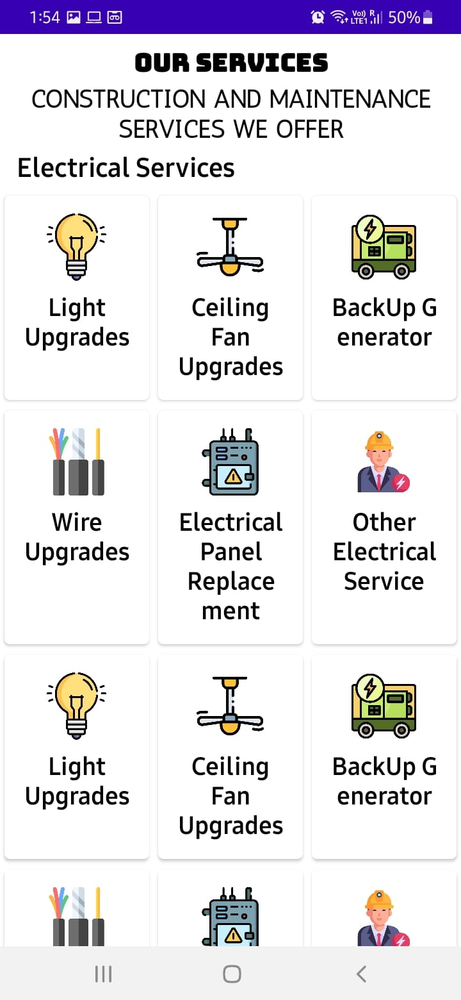 1:54
Vo)) R
LTE1
50%
OUR SERVICES
CONSTRUCTION AND MAINTENANCE
SERVICES WE OFFER
Electrical Services
Light
Upgrades
Ceiling
Fan
Upgrades
BackUp G
enerator
Wire
Upgrades
Electrical
Panel
Replace
ment
Other
Electrical
Service
Light
Upgrades
Ceiling
Fan
Upgrades
BackUp G
enerator